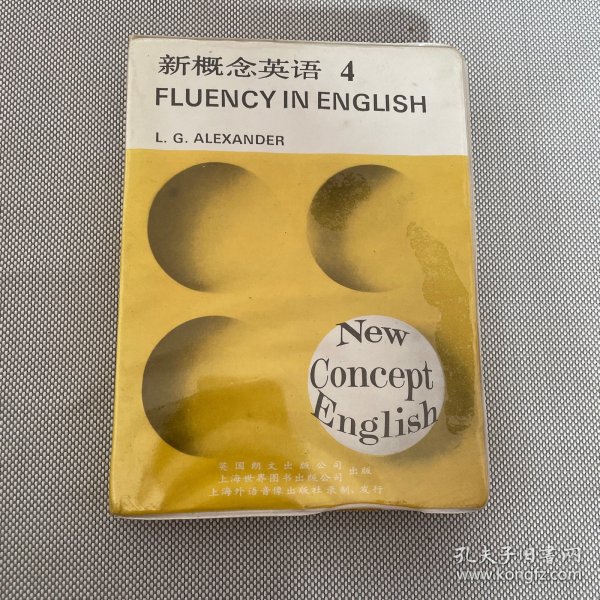 新概念英语 4
FLUENCY IN ENGLISH
L. G. ALEXANDER
New
Concept
English
英国朗文出版公司
上海世界图书出版公司 出版
上海外语音像出版社录制、发行
孔夫子旧书网
www.kongfz.com